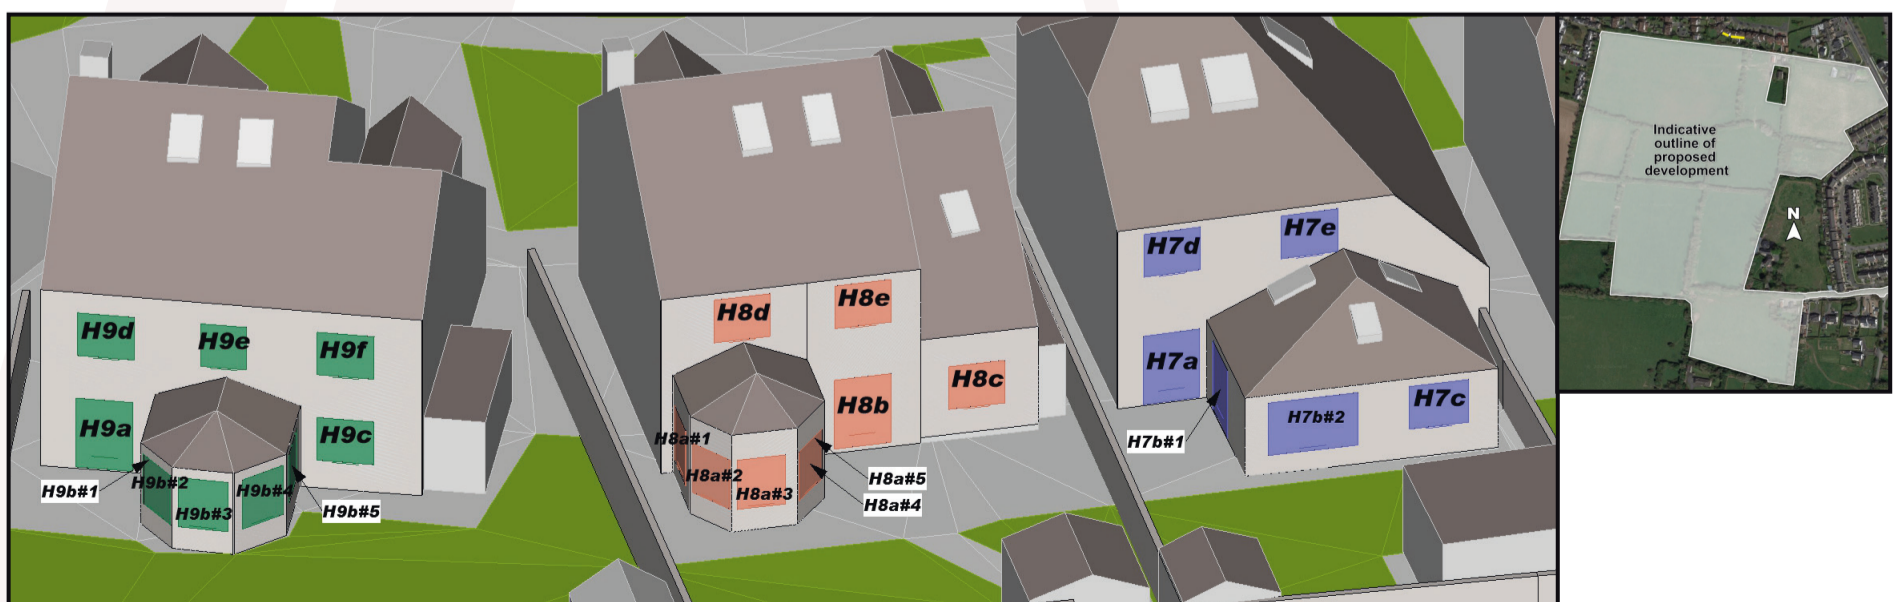 H9d
H9e
H9f
H9a
H9c
H9b#1
H9b#2
H9b#3
H9b#4
H9b#5
H8d
H8e
H8c
H8b
H8a#1
H8a#2
H8a#3
H8a#5
H8a#4
H7d
H7e
H7a
H7b#1
H7b#2
H7c
Indicative
outline of
proposed
development
N